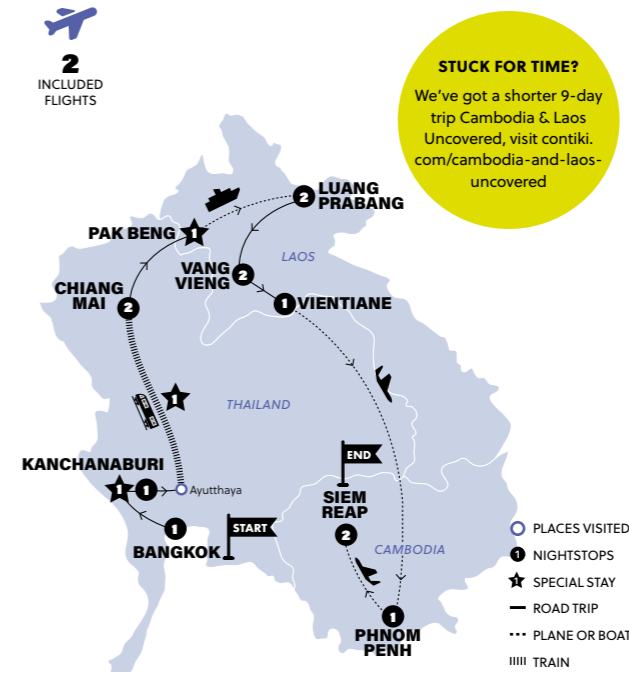 2
INCLUDED
FLIGHTS
STUCK FOR TIME?
We've got a shorter 9-day
trip Cambodia & Laos
Uncovered, visit contiki.
com/cambodia-and-laos-
uncovered
2
LUANG
PRABANG
PAK BENG
1
LAOS
VANG
VIENG
2
CHIANG
MAI
2
1
VIENTIANE
1
THAILAND
KANCHANABURI
1
1
Ayutthaya
END
SIEM
REAP
2
START
1
BANGKOK
CAMBODIA
1
PHNOM
PENH
PLACES VISITED
1
NIGHTSTOPS
1
SPECIAL STAY
ROAD TRIP
PLANE OR BOAT
TRAIN